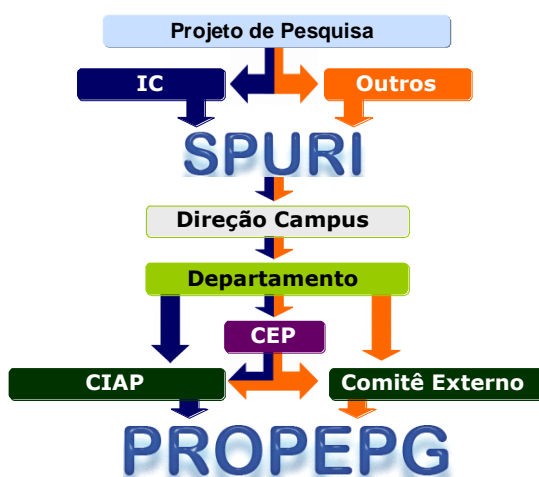 Projeto de Pesquisa
IC
Outros
SPURI
Direção Campus
Departamento
CEP
CIAP
Comitê Externo
PROPEPG